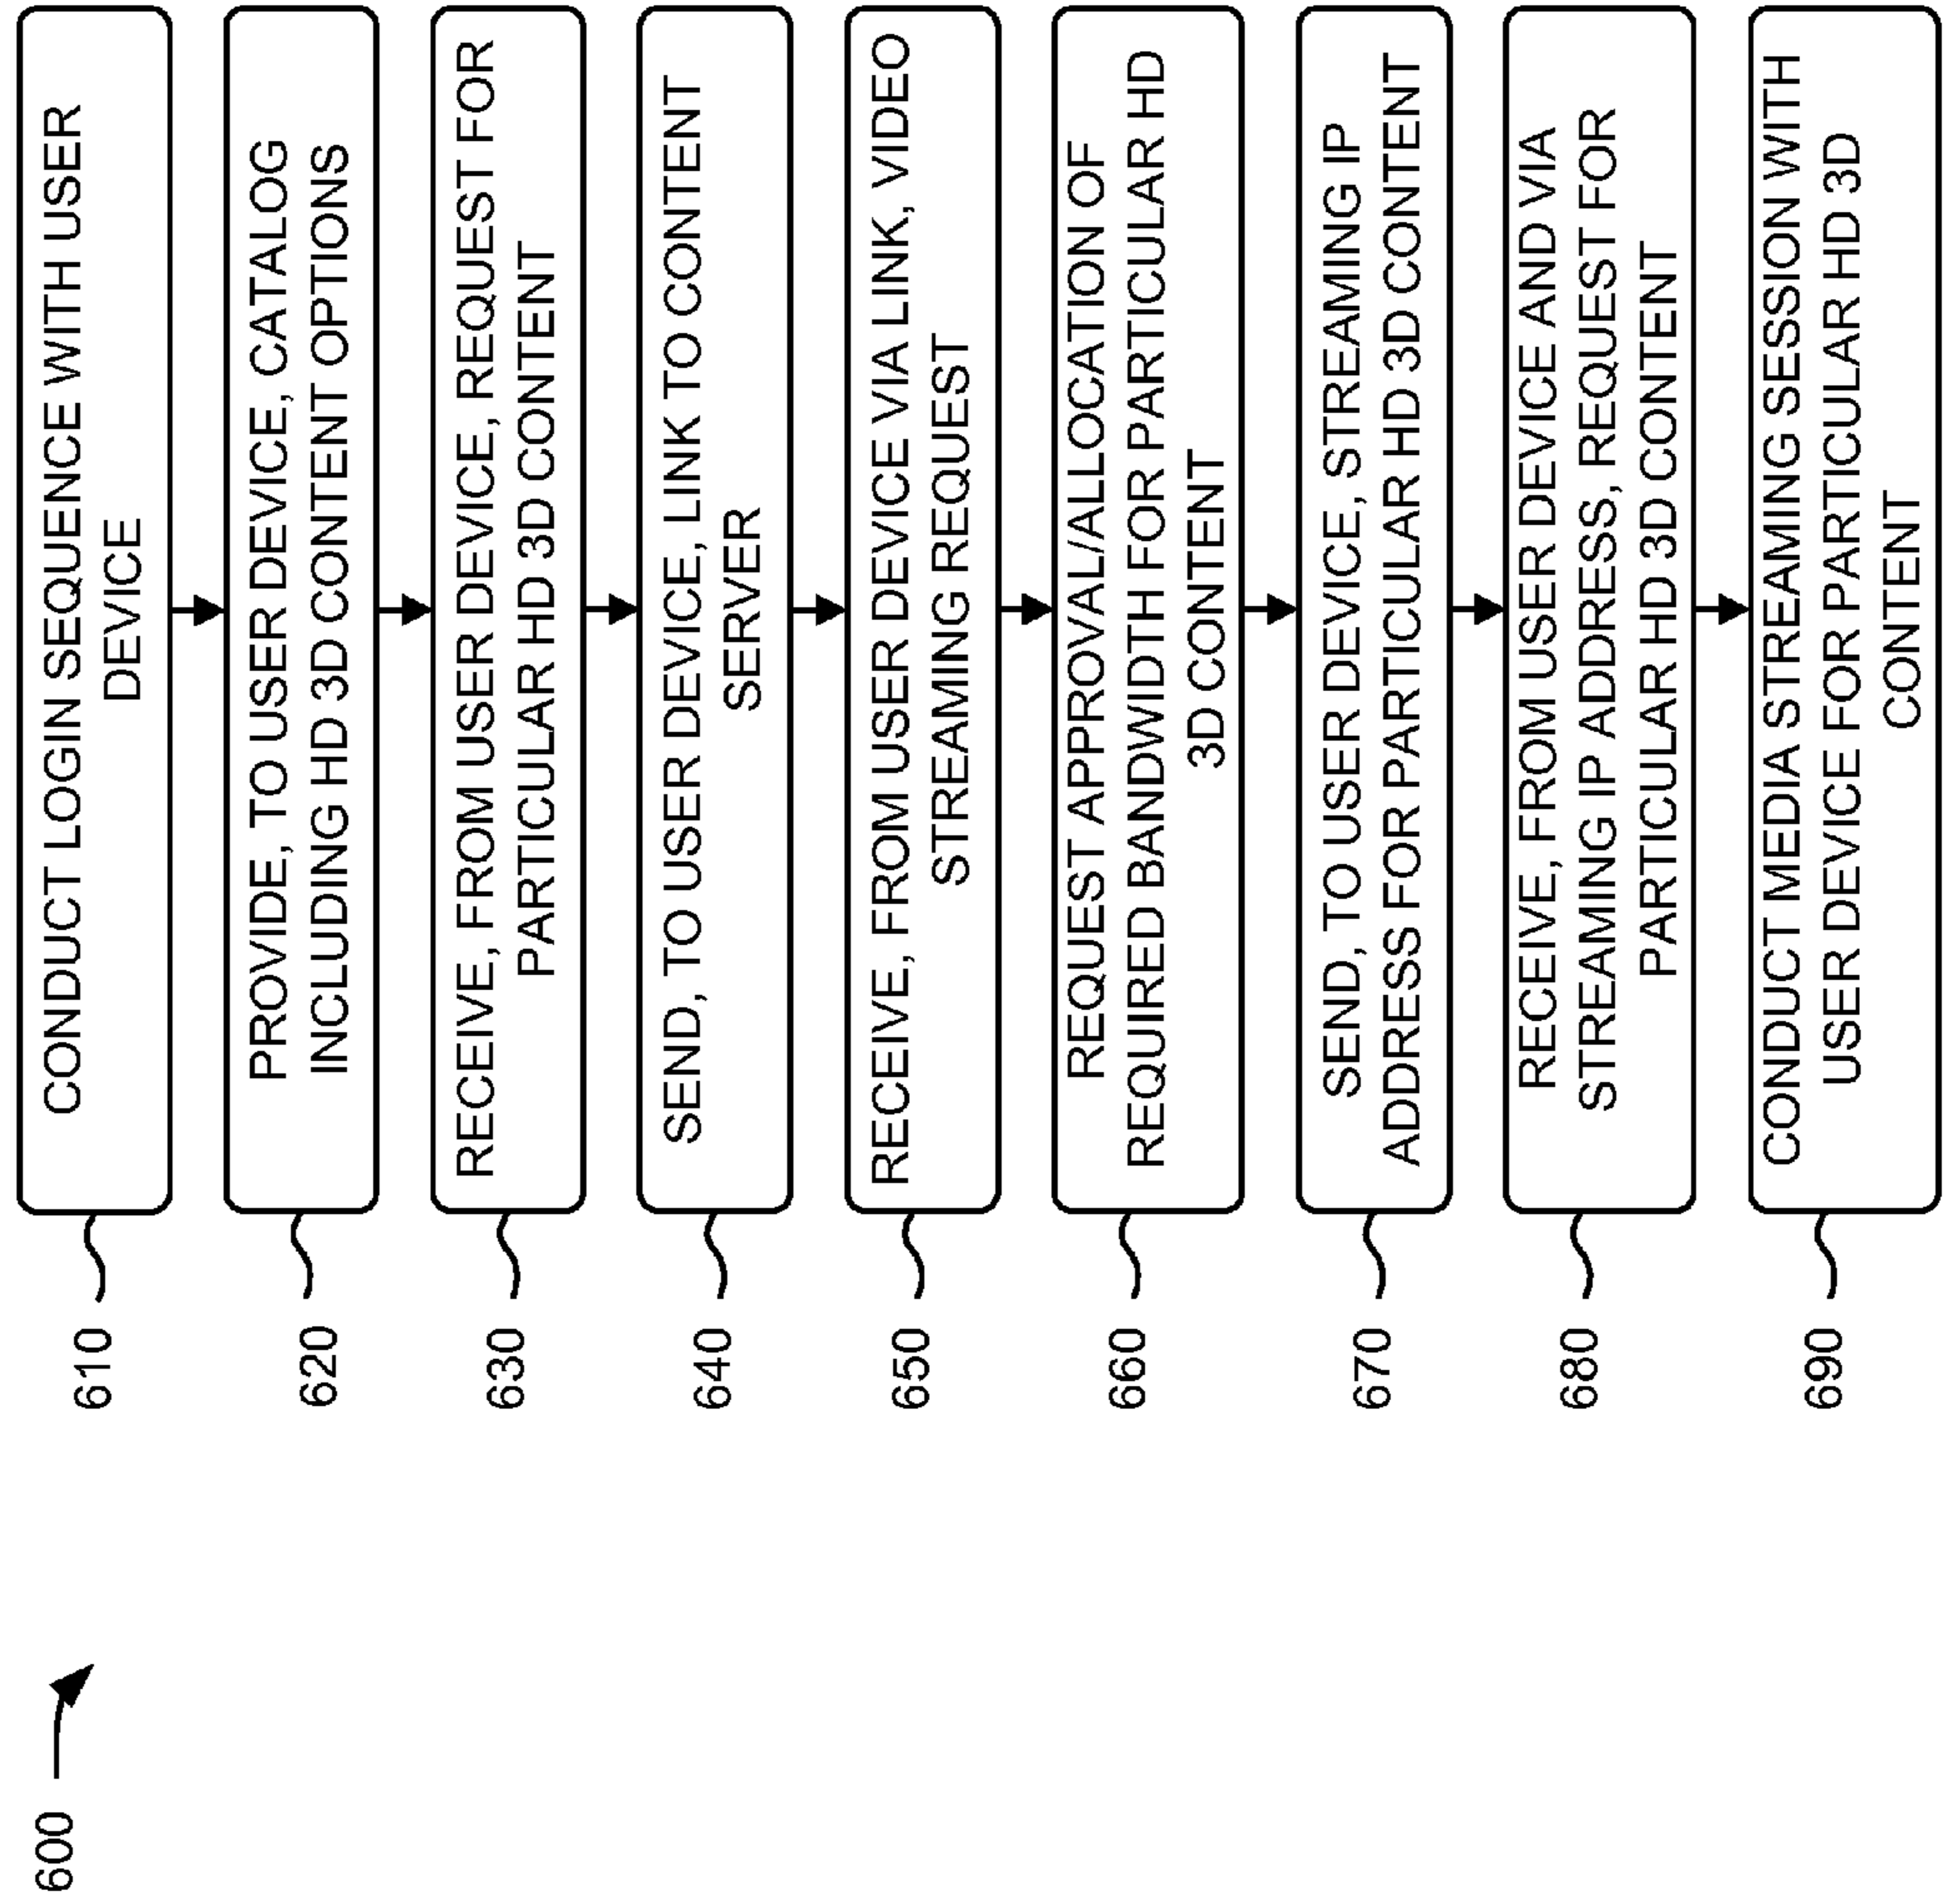 600
610
CONDUCT LOGIN SEQUENCE WITH USER
DEVICE
620
PROVIDE, TO USER DEVICE, CATALOG
INCLUDING HD 3D CONTENT OPTIONS
630
RECEIVE, FROM USER DEVICE, REQUEST FOR
PARTICULAR HD 3D CONTENT
640
SEND, TO USER DEVICE, LINK TO CONTENT
SERVER
650
RECEIVE, FROM USER DEVICE VIA LINK, VIDEO
STREAMING REQUEST
660
REQUEST APPROVAL/ALLOCATION OF
REQUIRED BANDWIDTH FOR PARTICULAR HD
3D CONTENT
670
SEND, TO USER DEVICE, STREAMING IP
ADDRESS FOR PARTICULAR HD 3D CONTENT
680
RECEIVE, FROM USER DEVICE AND VIA
STREAMING IP ADDRESS, REQUEST FOR
PARTICULAR HD 3D CONTENT
690
CONDUCT MEDIA STREAMING SESSION WITH
USER DEVICE FOR PARTICULAR HD 3D
CONTENT